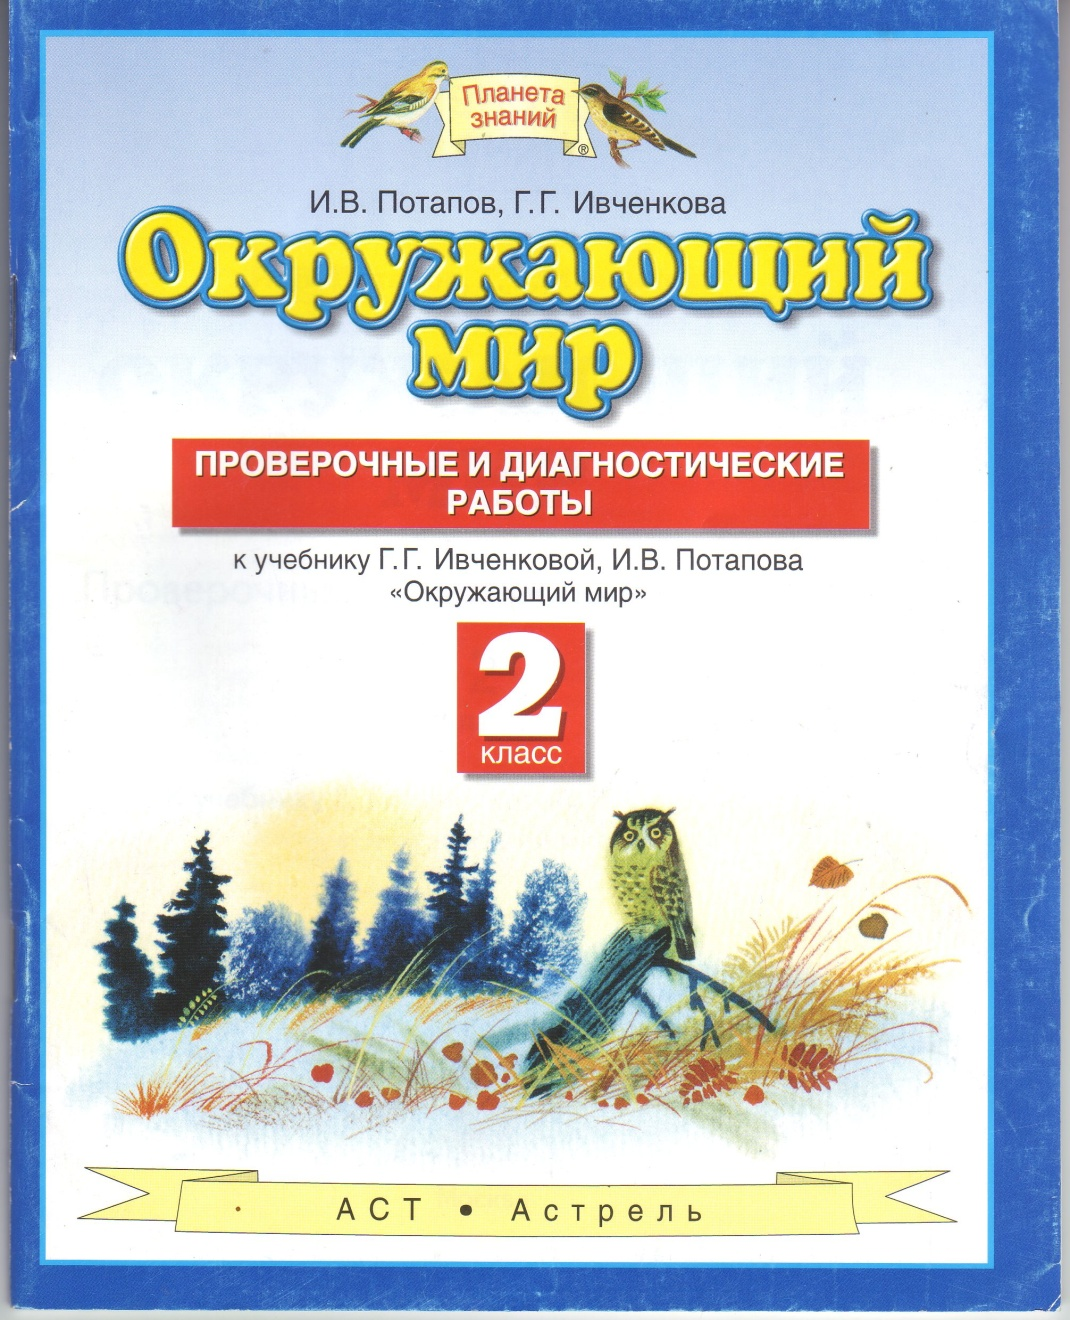 Планета
знаний
®
И.В. Потапов, Г.Г. Ивченкова
Окружающий
мир
ПРОВЕРОЧНЫЕ И ДИАГНОСТИЧЕСКИЕ
РАБОТЫ
к учебнику Г.Г. Ивченковой, И.В. Потапова
«Окружающий мир»
2
класс
АСТ • Астрель